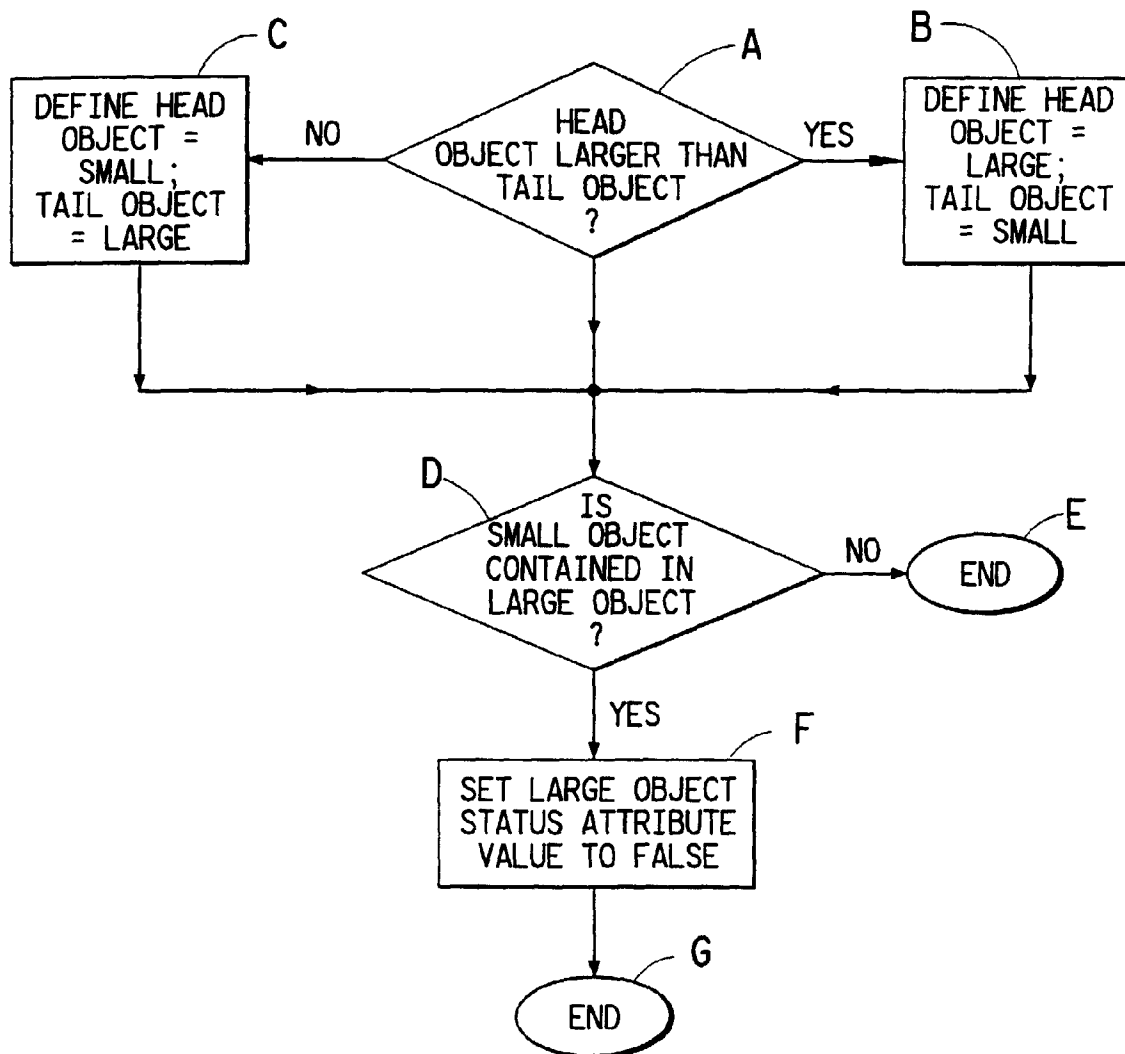 C
A
B
DEFINE HEAD
OBJECT =
SMALL;
TAIL OBJECT
= LARGE
NO
HEAD
OBJECT LARGER THAN
TAIL OBJECT
?
YES
DEFINE HEAD
OBJECT =
LARGE;
TAIL OBJECT
= SMALL
D
IS
SMALL OBJECT
CONTAINED IN
LARGE OBJECT
?
NO
E
END
YES
F
SET LARGE OBJECT
STATUS ATTRIBUTE
VALUE TO FALSE
G
END